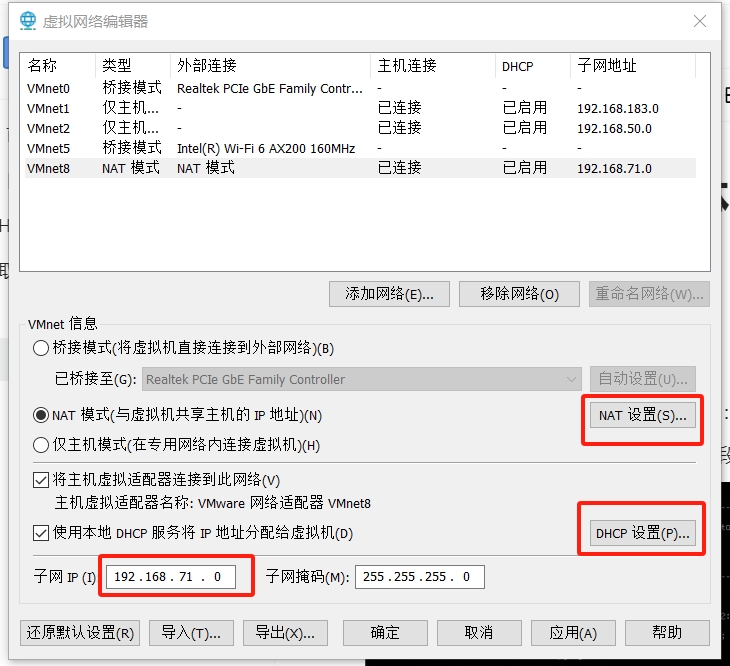 虚拟网络编辑器
名称 类型 外部连接 主机连接 DHCP 子网地址
VMnet0 桥接模式 Realtek PCIe GbE Family Contr... - - -
VMnet1 仅主机... - 已连接 已启用 192.168.183.0
VMnet2 仅主机... - 已连接 已启用 192.168.50.0
VMnet5 桥接模式 Intel(R) Wi-Fi 6 AX200 160MHz - - -
VMnet8 NAT 模式 NAT 模式 已连接 已启用 192.168.71.0
添加网络(E)... 移除网络(O) 重命名网络(W)...
VMnet 信息
桥接模式(将虚拟机直接连接到外部网络)(B)
已桥接至(G): Realtek PCIe GbE Family Controller 自动设置(U)...
NAT 模式(与虚拟机共享主机的 IP 地址)(N) NAT 设置(S)...
仅主机模式(在专用网络内连接虚拟机)(H)
将主机虚拟适配器连接到此网络(V)
主机虚拟适配器名称: VMware 网络适配器 VMnet8
使用本地 DHCP 服务将 IP 地址分配给虚拟机(D) DHCP 设置(P)...
子网 IP (I) 192.168.71.0 子网掩码(M): 255.255.255.0
还原默认设置(R) 导入(T)... 导出(X)... 确定 取消 应用(A) 帮助